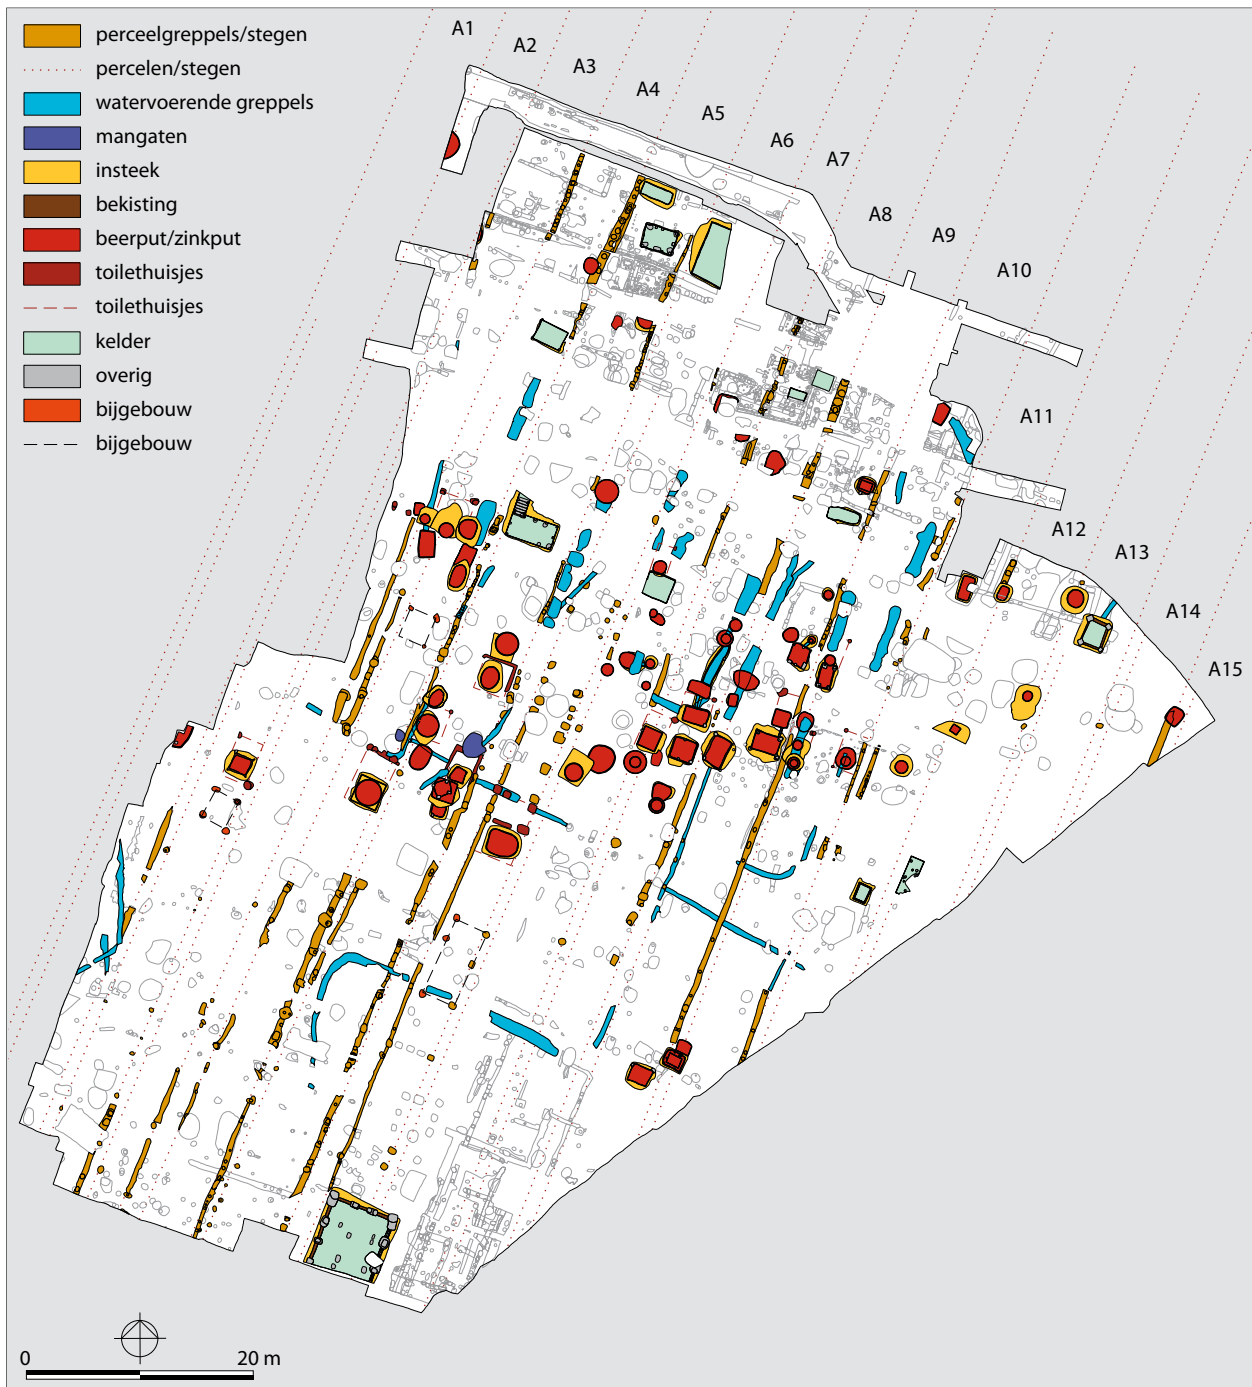 perceelgreppels/stegen
percelen/stegen
watervoerende greppels
mangaten
insteek
bekisting
beerput/zinkput
toilethuisjes
toilethuisjes
kelder
overig
bijgebouw
bijgebouw
A1
A2
A3
A4
A5
A6
A7
A8
A9
A10
A11
A12
A13
A14
A15
0 20 m